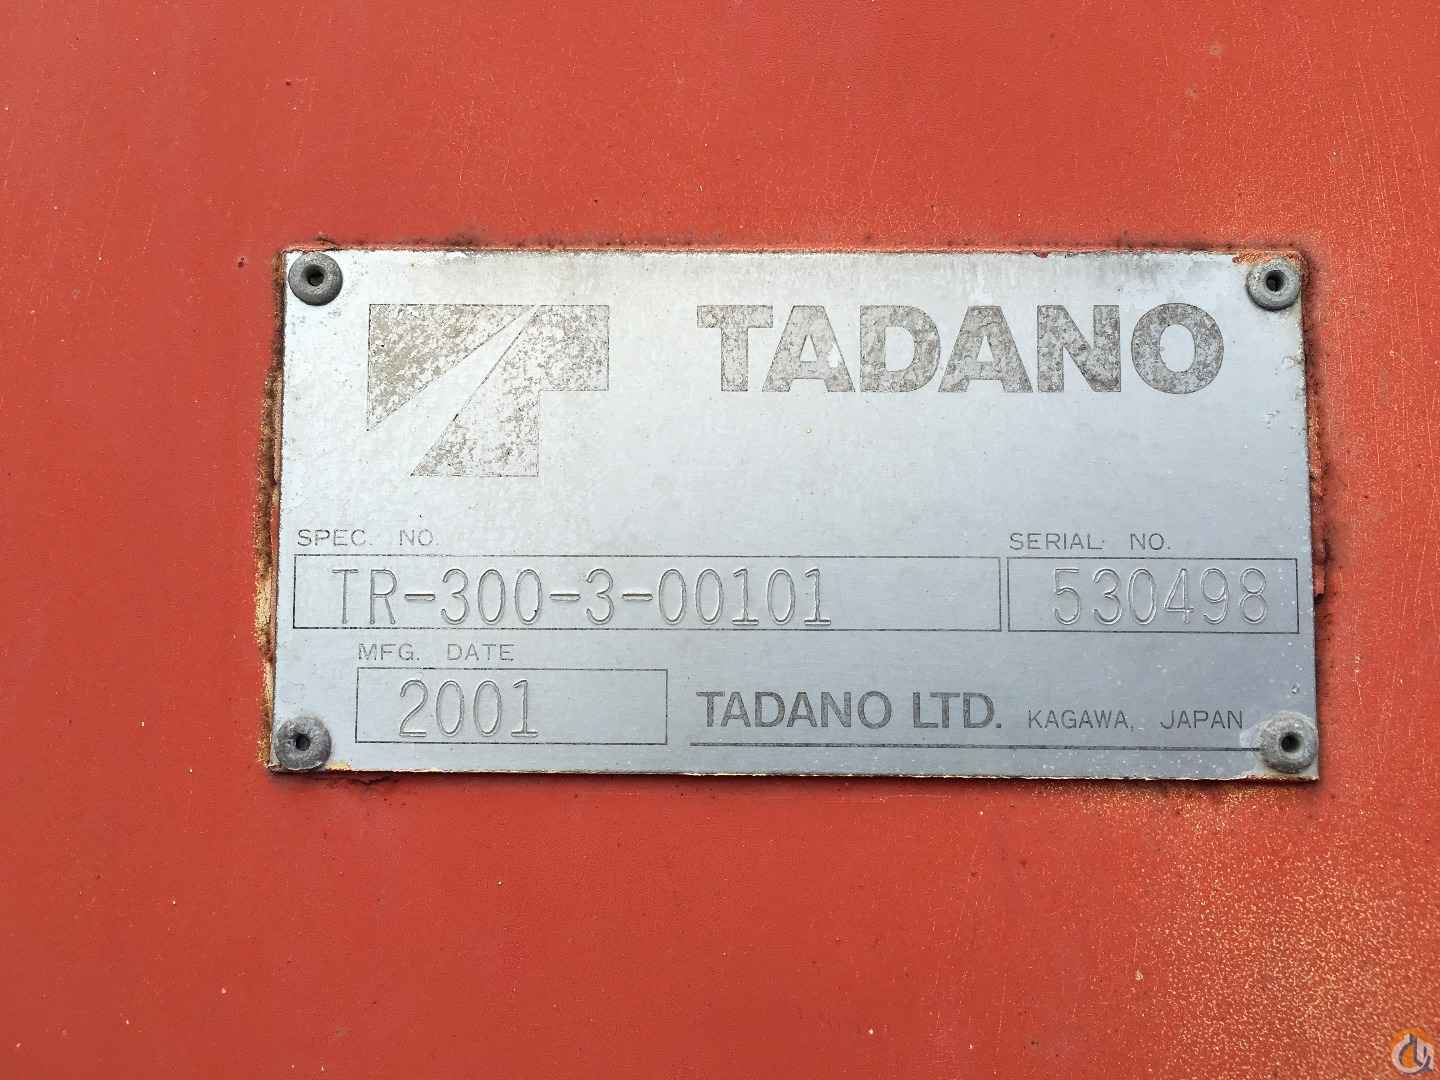 TADANO
SPEC. NO.
SERIAL NO.
TR-300-3-00101
530498
MFG. DATE
2001
TADANO LTD. KAGAWA, JAPAN